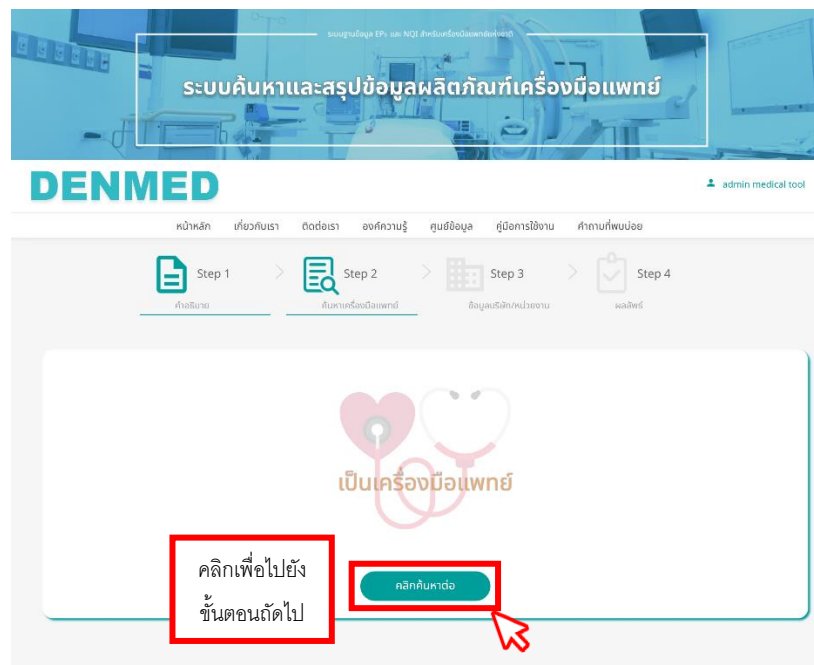 ระบบฐานข้อมูล EPs และ NQI สำหรับเครื่องมือแพทย์แห่งชาติ
ระบบค้นหาและสรุปข้อมูลผลิตภัณฑ์เครื่องมือแพทย์
DENMED
admin medical tool
หน้าหลัก เกี่ยวกับเรา ติดต่อเรา องค์ความรู้ ศูนย์ข้อมูล คู่มือการใช้งาน คำถามที่พบบ่อย
Step 1 > Step 2 > Step 3 > Step 4
คำอธิบาย ค้นหาเครื่องมือแพทย์ ข้อมูลบริษัท/หน่วยงาน ผลลัพธ์
เป็นเครื่องมือแพทย์
คลิกเพื่อไปยัง
ขั้นตอนถัดไป
คลิกค้นหาต่อ